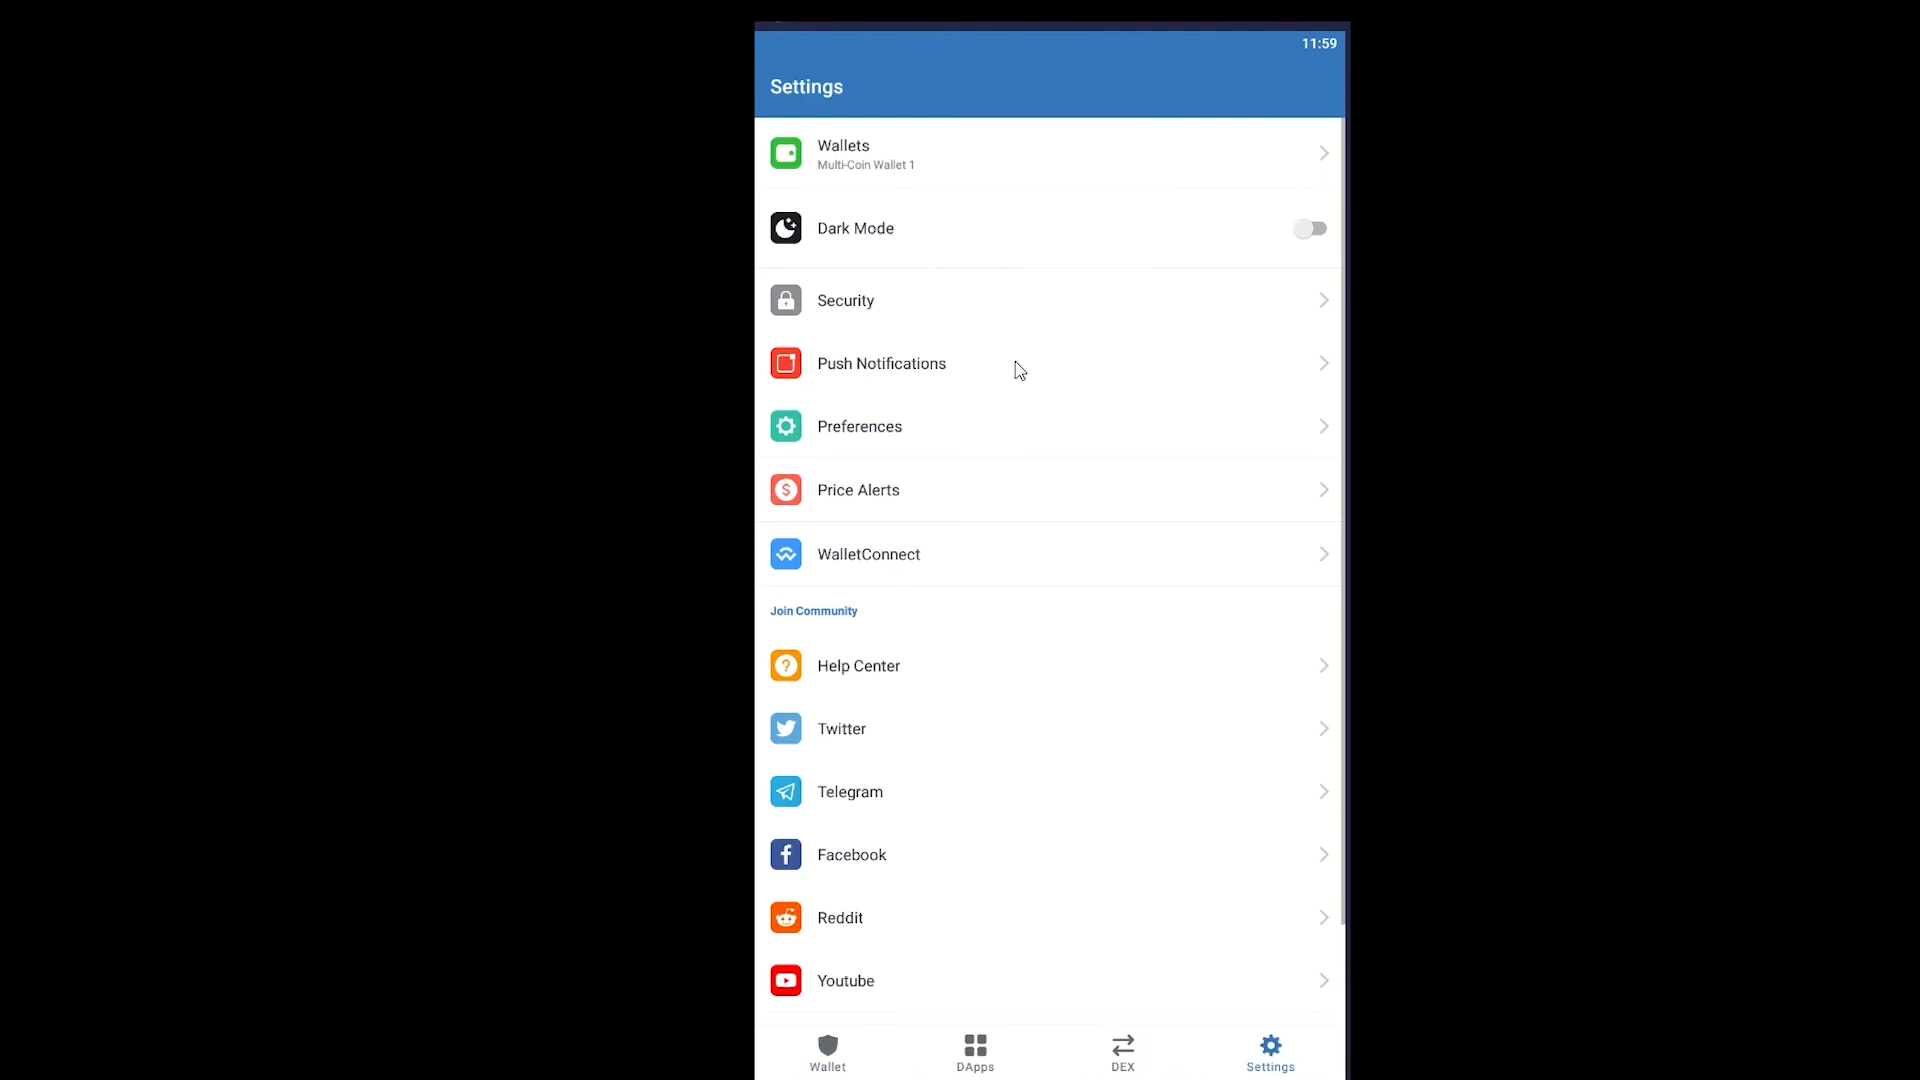 11:59
Settings
Wallets
Multi-Coin Wallet 1
Dark Mode
Security
Push Notifications
Preferences
Price Alerts
WalletConnect
Join Community
Help Center
Twitter
Telegram
Facebook
Reddit
Youtube
Wallet DApps DEX Settings